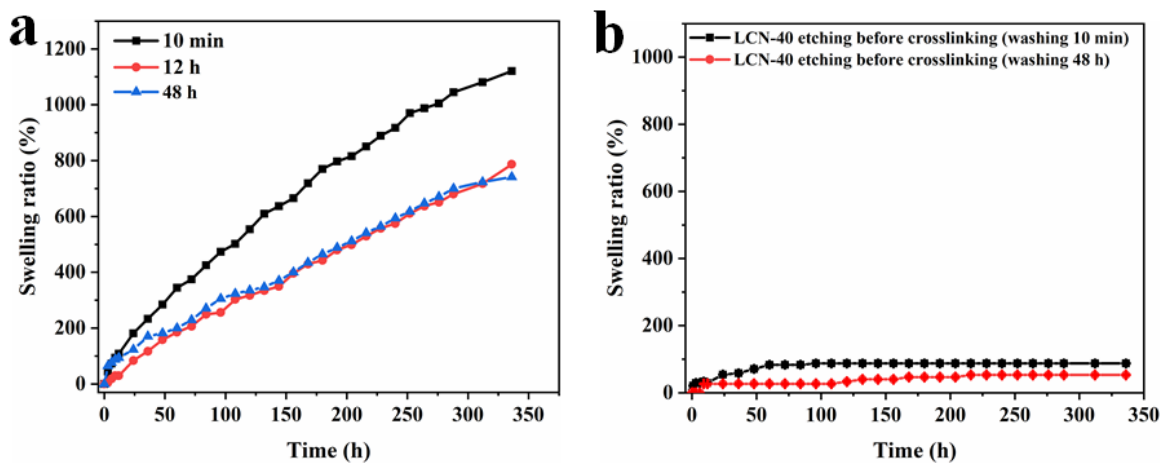 a
10 min
12 h
48 h
1200
1000
800
600
400
200
0
Swelling ratio (%)
0 50 100 150 200 250 300 350
Time (h)
b
LCN-40 etching before crosslinking (washing 10 min)
LCN-40 etching before crosslinking (washing 48 h)
1000
800
600
400
200
0
Swelling ratio (%)
0 50 100 150 200 250 300 350
Time (h)